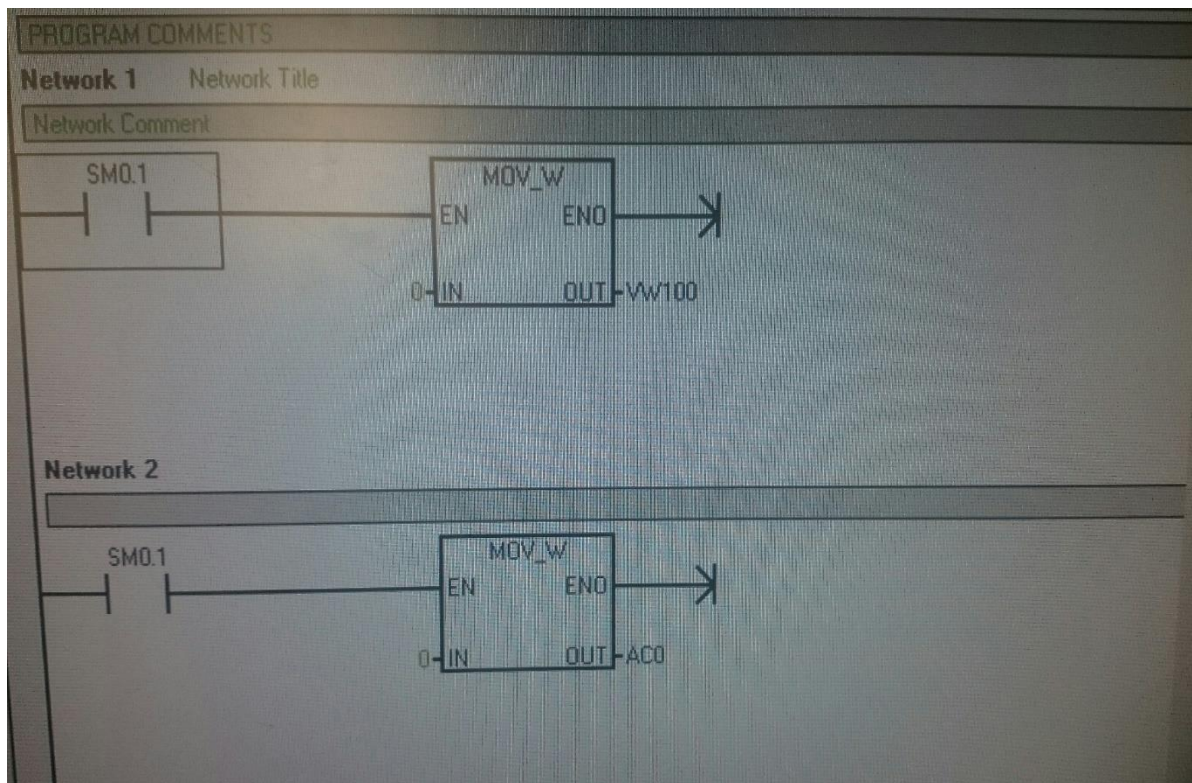 PROGRAM COMMENTS
Network 1 Network Title
Network Comment
SM0.1
MOV_W
EN ENO
0 IN OUT VW100
Network 2
SM0.1
MOV_W
EN ENO
0 IN OUT AC0